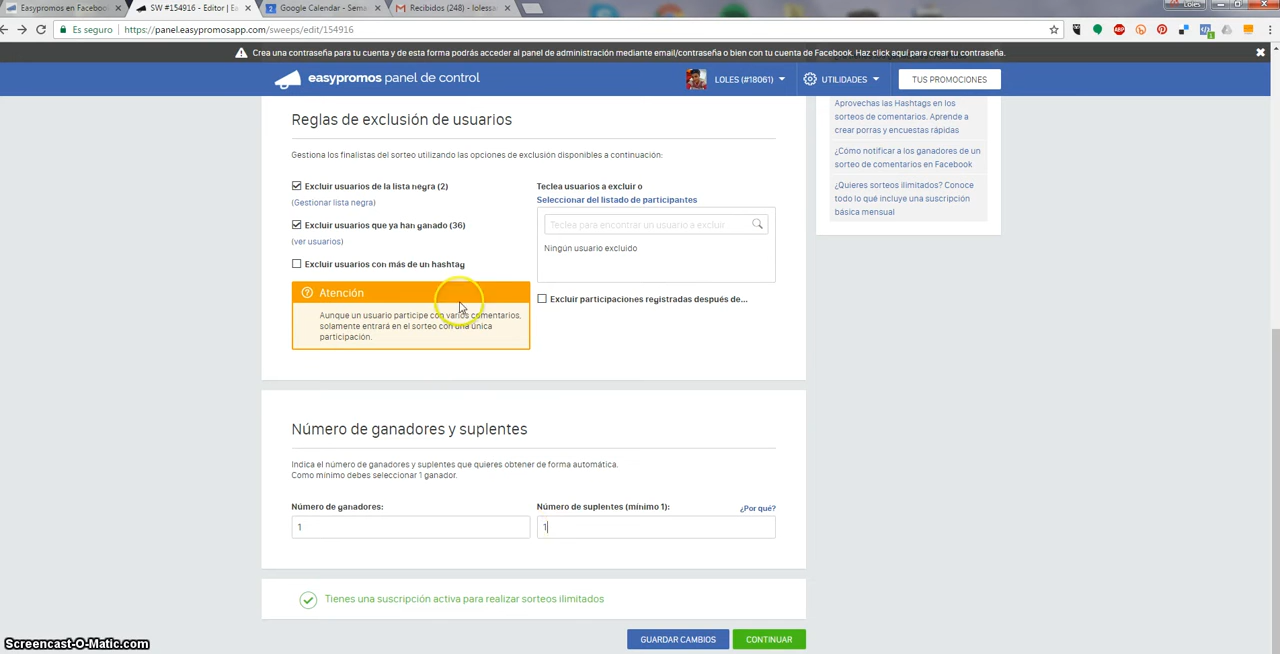 Easypromos en Faceboo
SW #154916 - Editor | Ea
Google Calendar - Sema
Recibidos (248) - lolessa
Loles
Es seguro
https://panel.easypromosapp.com/sweeps/edit/154916
Crea una contraseña para tu cuenta y de esta forma podrás acceder al panel de administración mediante email/contraseña o bien con tu cuenta de Facebook. Haz click aquí para crear tu contraseña.
easypromos panel de control
LOLES (#18061)
UTILIDADES
TUS PROMOCIONES
Reglas de exclusión de usuarios
Gestiona los finalistas del sorteo utilizando las opciones de exclusión disponibles a continuación:
Excluir usuarios de la lista negra (2)
(Gestionar lista negra)
Excluir usuarios que ya han ganado (36)
(ver usuarios)
Excluir usuarios con más de un hashtag
Atención
Aunque un usuario participe con varios comentarios,
solamente entrará en el sorteo con una única
participación.
Teclea usuarios a excluir o
Seleccionar del listado de participantes
Teclea para encontrar un usuario a excluir
Ningún usuario excluido
Excluir participaciones registradas después de...
Aprovechas las Hashtags en los
sorteos de comentarios. Aprende a
crear porras y encuestas rápidas
¿Cómo notificar a los ganadores de un
sorteo de comentarios en Facebook
¿Quieres sorteos ilimitados? Conoce
todo lo qué incluye una suscripción
básica mensual
Número de ganadores y suplentes
Indica el número de ganadores y suplentes que quieres obtener de forma automática.
Como mínimo debes seleccionar 1 ganador.
Número de ganadores:
1
Número de suplentes (mínimo 1):
¿Por qué?
1
Tienes una suscripción activa para realizar sorteos ilimitados
GUARDAR CAMBIOS
CONTINUAR
Screencast-O-Matic.com